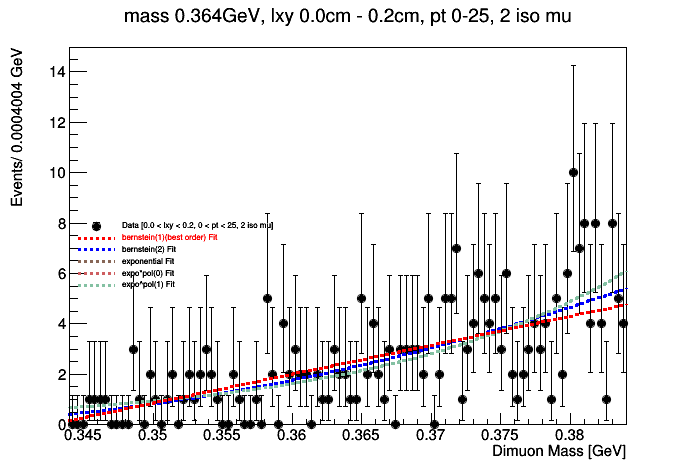 mass 0.364GeV, lxy 0.0cm - 0.2cm, pt 0-25, 2 iso mu
Events/ 0.0004004 GeV
14
12
10
8
6
4
2
0
Data [0.0 < lxy < 0.2, 0 < pt < 25, 2 iso mu]
bernstein(1)(best order) Fit
bernstein(2) Fit
exponential Fit
expo*pol(0) Fit
expo*pol(1) Fit
0.345 0.35 0.355 0.36 0.365 0.37 0.375 0.38
Dimuon Mass [GeV]